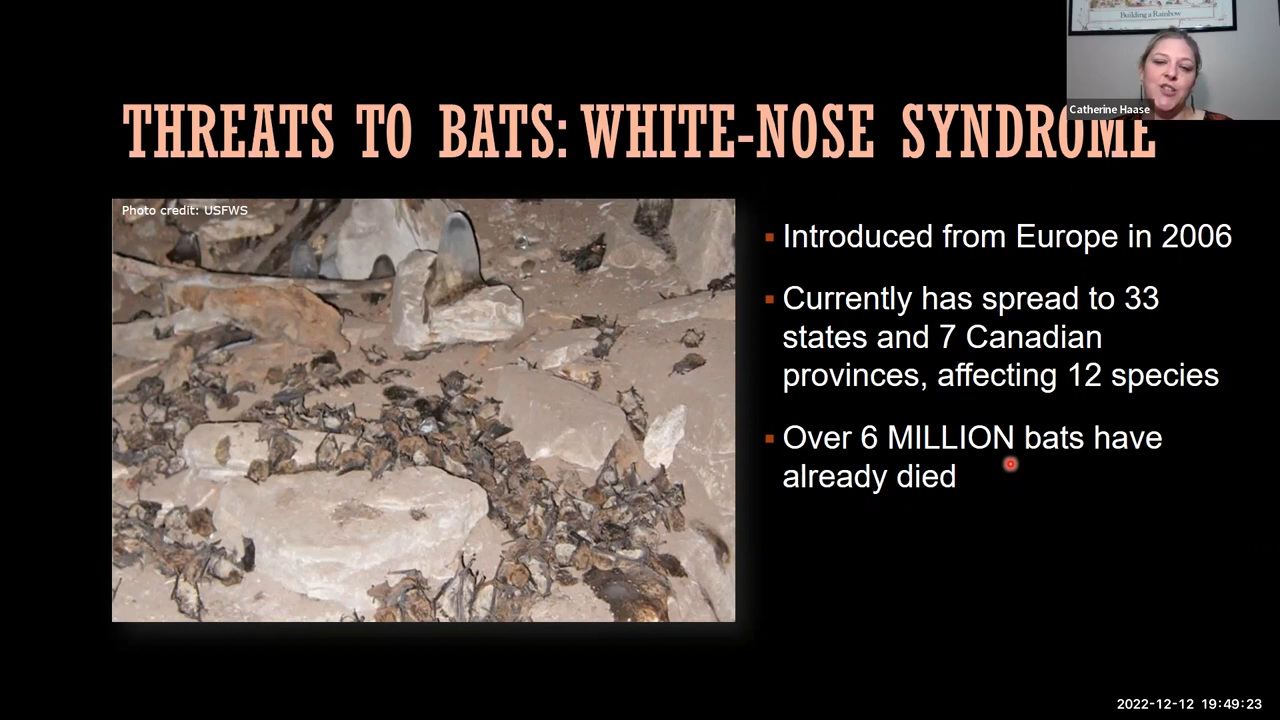 Building a Rainbow
Catherine Haase
THREATS TO BATS: WHITE-NOSE SYNDROME
Photo credit: USFWS
Introduced from Europe in 2006
Currently has spread to 33
states and 7 Canadian
provinces, affecting 12 species
Over 6 MILLION bats have
already died
2022-12-12 19:49:23